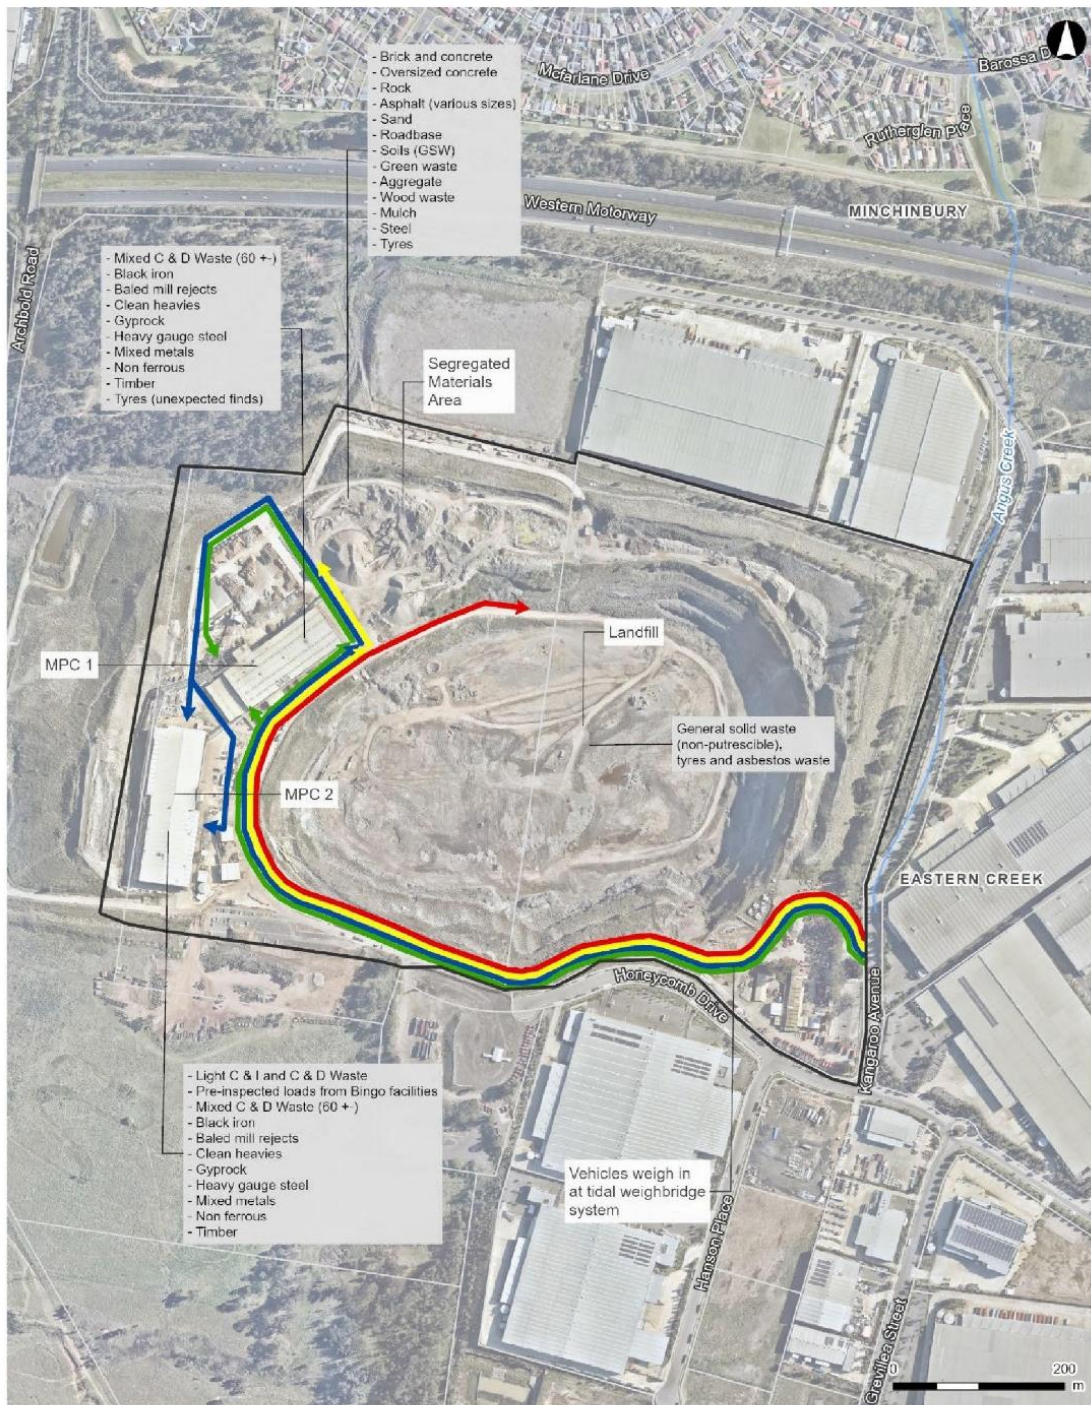 - Brick and concrete
- Oversized concrete
- Rock
- Asphalt (various sizes)
- Sand
- Roadbase
- Soils (GSW)
- Green waste
- Aggregate
- Wood waste
- Mulch
- Steel
- Tyres
Mcfarlane Drive
Barossa D
Rutherglen Place
Western Motorway
MINCHINBURY
Archbold Road
- Mixed C & D Waste (60 +-)
- Black iron
- Baled mill rejects
- Clean heavies
- Gyprock
- Heavy gauge steel
- Mixed metals
- Non ferrous
- Timber
- Tyres (unexpected finds)
Segregated
Materials
Area
Angus Creek
Landfill
MPC 1
General solid waste
(non-putrescible),
tyres and asbestos waste
MPC 2
EASTERN CREEK
Honeycomb Drive
Kangaroo Avenue
- Light C & I and C & D Waste
- Pre-inspected loads from Bingo facilities
- Mixed C & D Waste (60 +-)
- Black iron
- Baled mill rejects
- Clean heavies
- Gyprock
- Heavy gauge steel
- Mixed metals
- Non ferrous
- Timber
Vehicles weigh in
at tidal weighbridge
system
Hanson Place
Grevillea Street
0 200
m